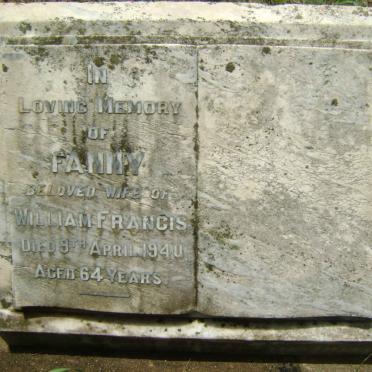 IN
LOVING MEMORY
OF
FANNY
BELOVED WIFE OF
WILLIAM FRANCIS
DIED 9TH APRIL 1940
AGED 64 YEARS.